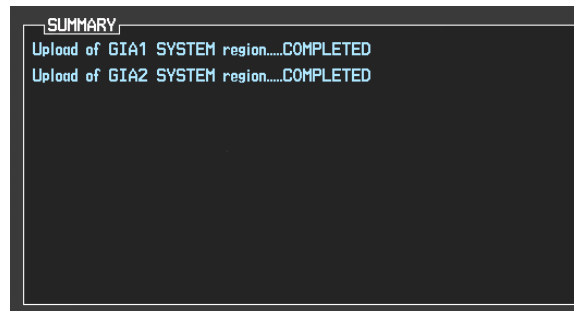 SUMMARY
Upload of GIA1 SYSTEM region.....COMPLETED
Upload of GIA2 SYSTEM region.....COMPLETED